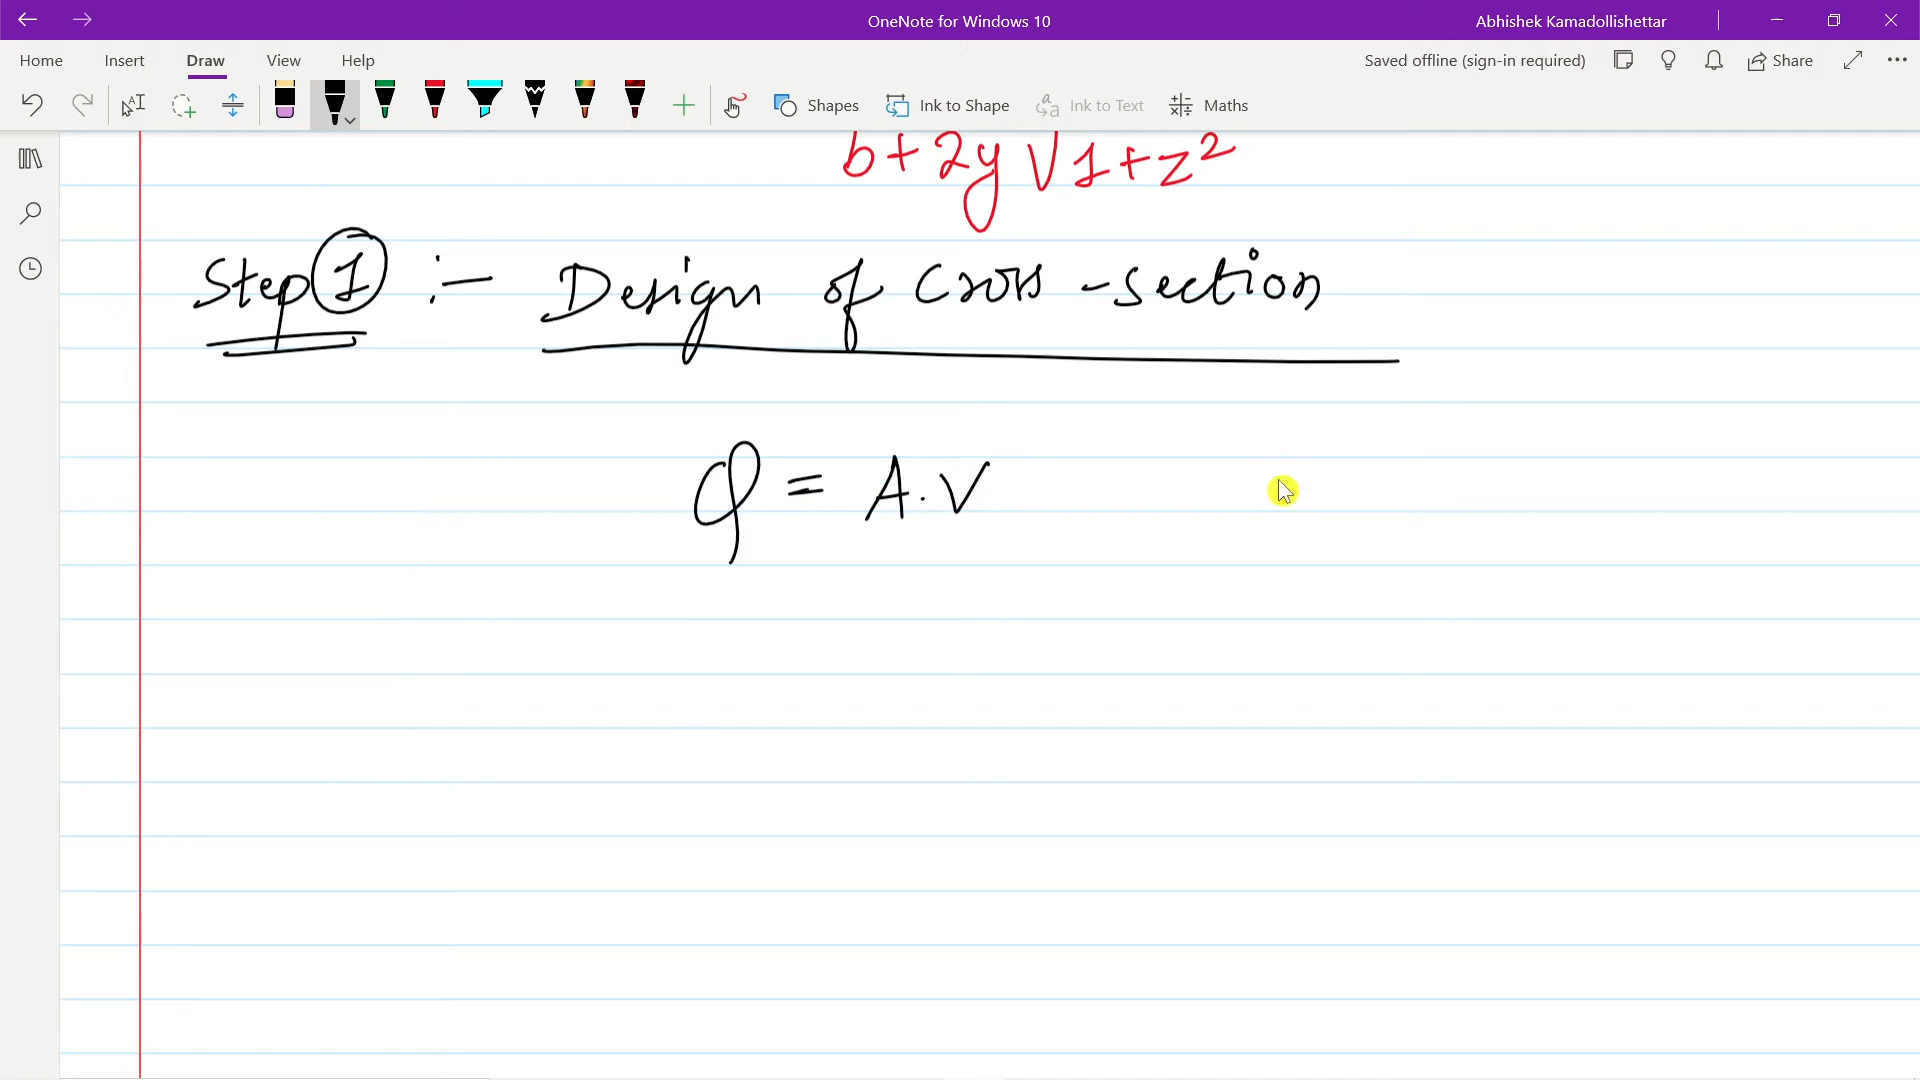 OneNote for Windows 10
Abhishek Kamadollishettar
Home Insert Draw View Help
Saved offline (sign-in required) Share
Shapes Ink to Shape Ink to Text Maths
b+2y√1+z²
Step 1 :- Design of Cross-section
Q = A.V